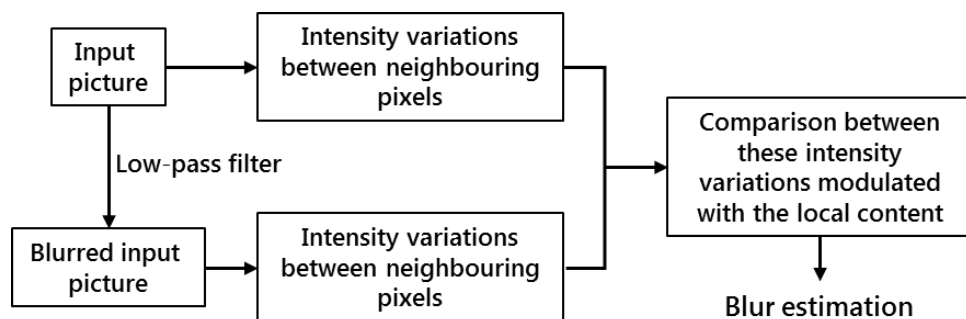 Input
picture
Intensity variations
between neighbouring
pixels
Low-pass filter
Comparison between
these intensity
variations modulated
with the local content
Blurred input
picture
Intensity variations
between neighbouring
pixels
Blur estimation